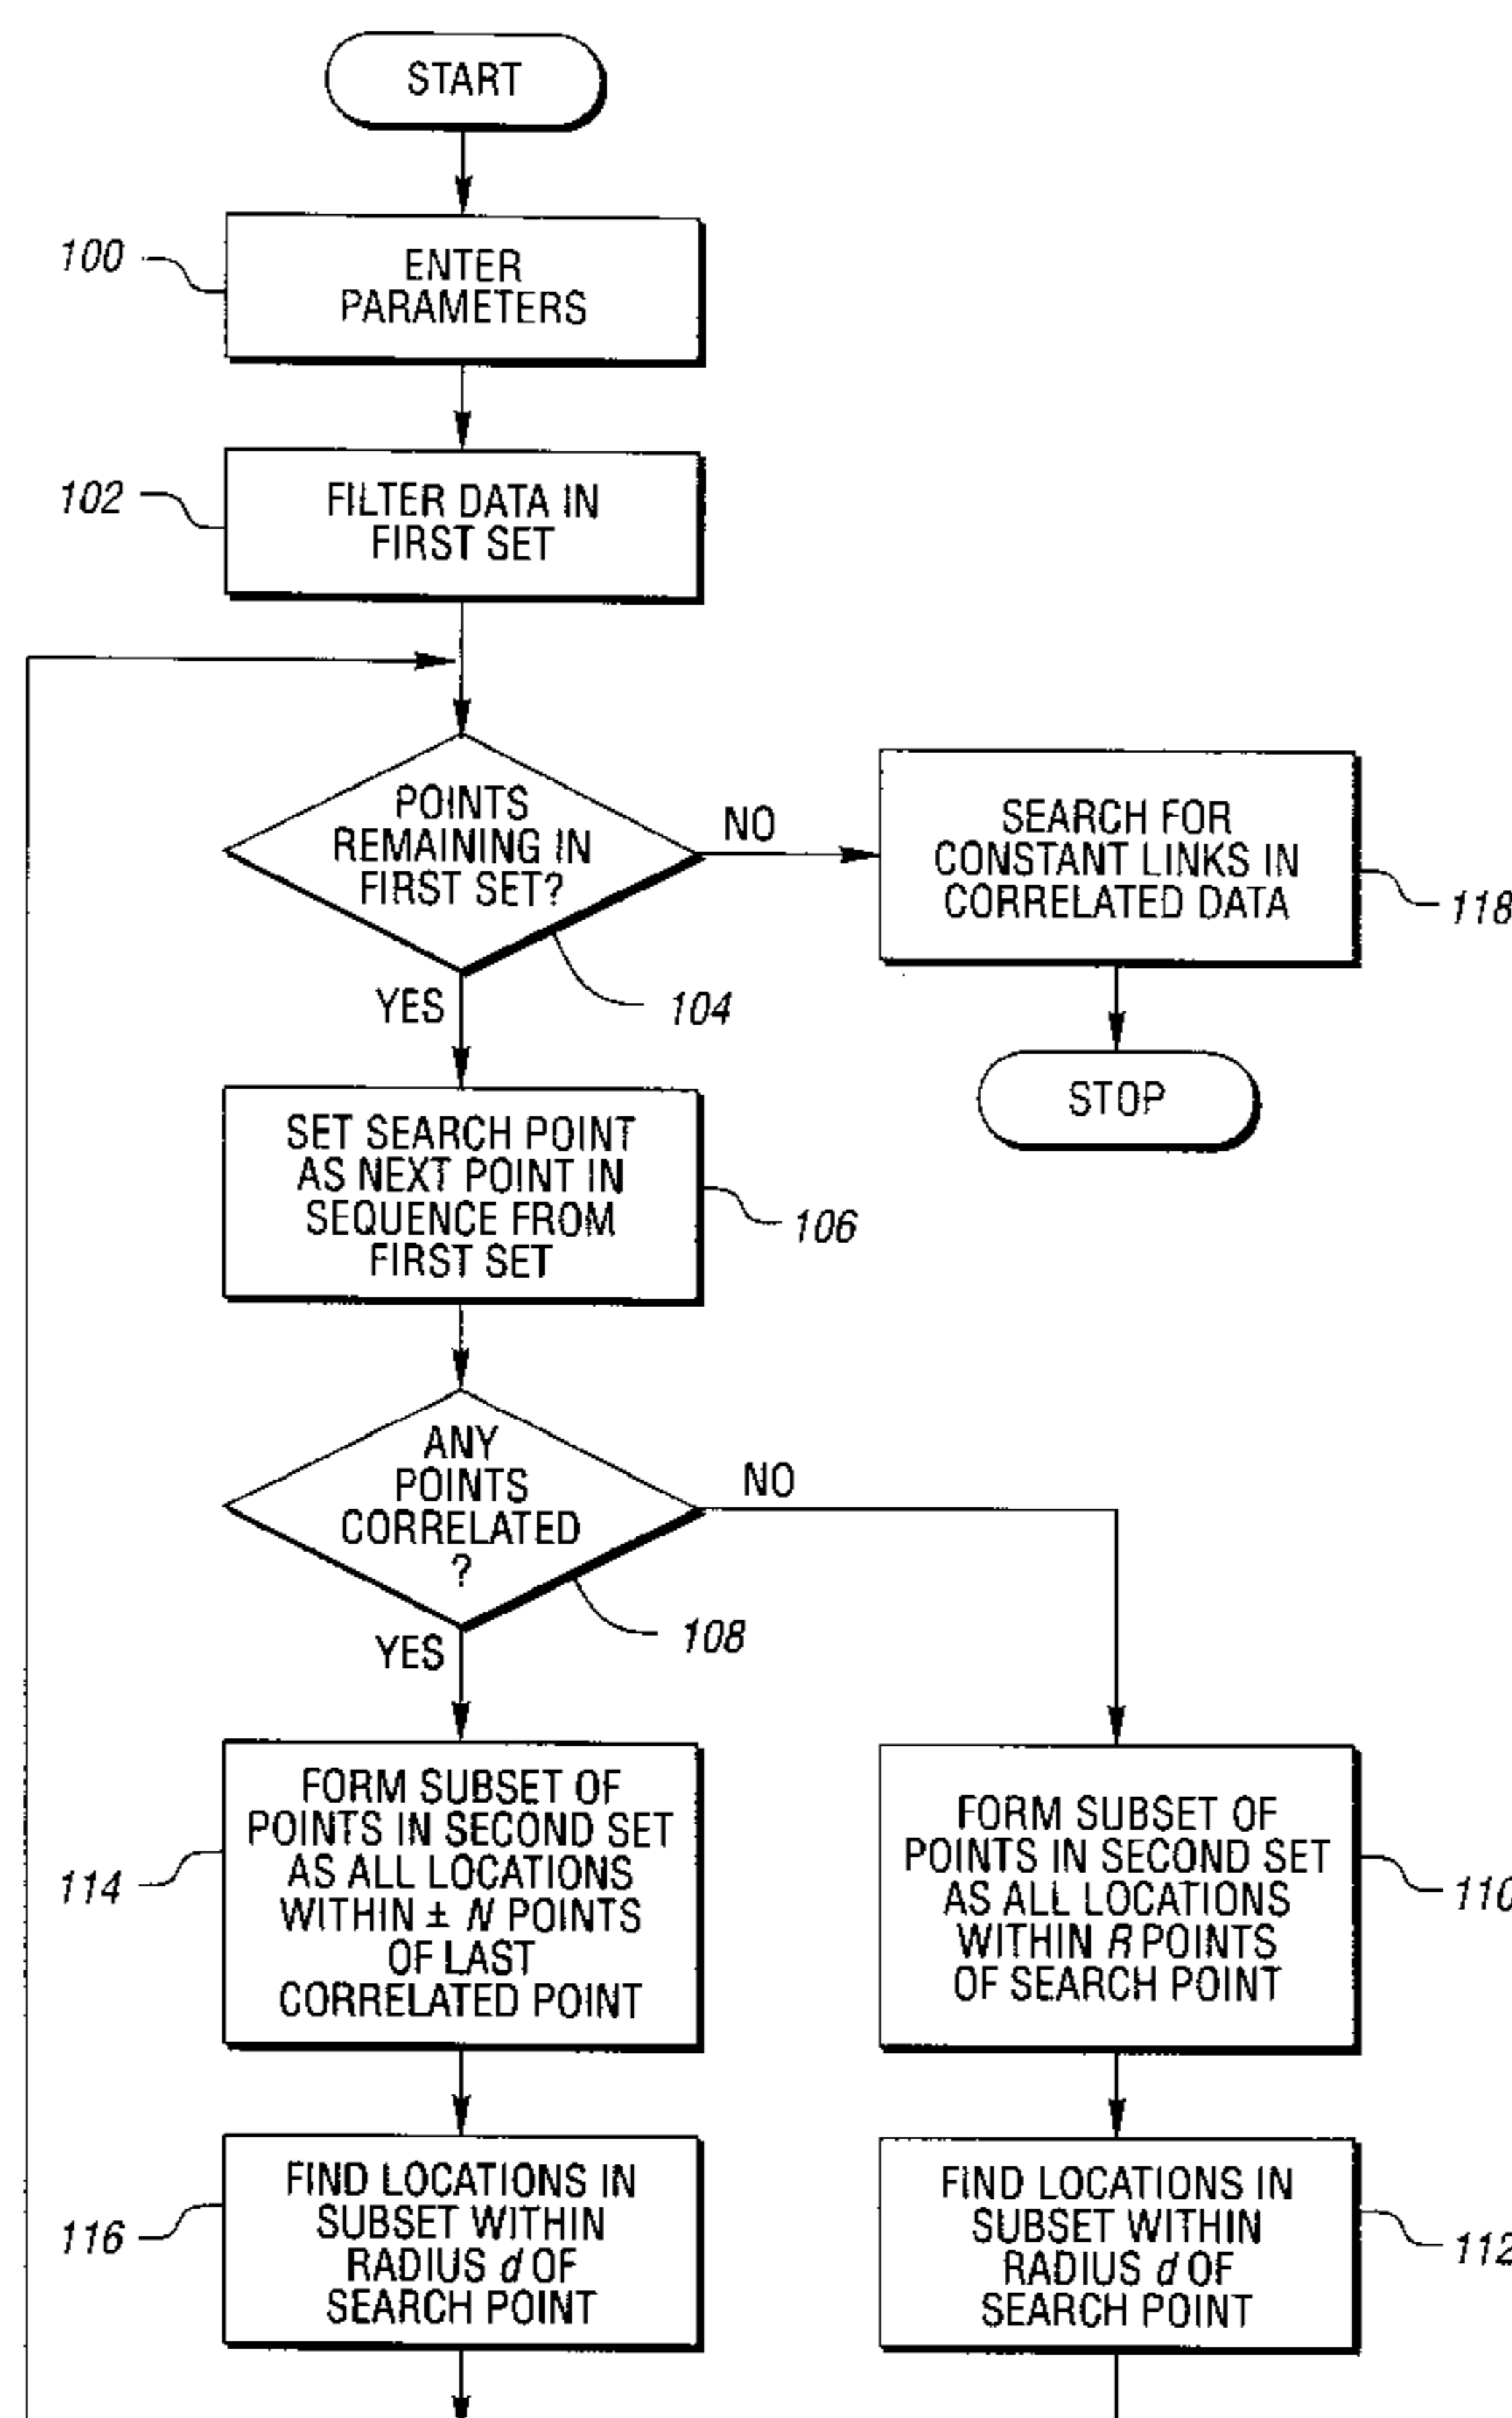 START
100
ENTER
PARAMETERS
102
FILTER DATA IN
FIRST SET
POINTS
REMAINING IN
FIRST SET?
NO
SEARCH FOR
CONSTANT LINKS IN
CORRELATED DATA
118
YES
104
STOP
SET SEARCH POINT
AS NEXT POINT IN
SEQUENCE FROM
FIRST SET
106
ANY
POINTS
CORRELATED
?
NO
YES
108
114
FORM SUBSET OF
POINTS IN SECOND SET
AS ALL LOCATIONS
WITHIN ± N POINTS
OF LAST
CORRELATED POINT
FORM SUBSET OF
POINTS IN SECOND SET
AS ALL LOCATIONS
WITHIN R POINTS
OF SEARCH POINT
110
116
FIND LOCATIONS IN
SUBSET WITHIN
RADIUS d OF
SEARCH POINT
FIND LOCATIONS IN
SUBSET WITHIN
RADIUS d OF
SEARCH POINT
112